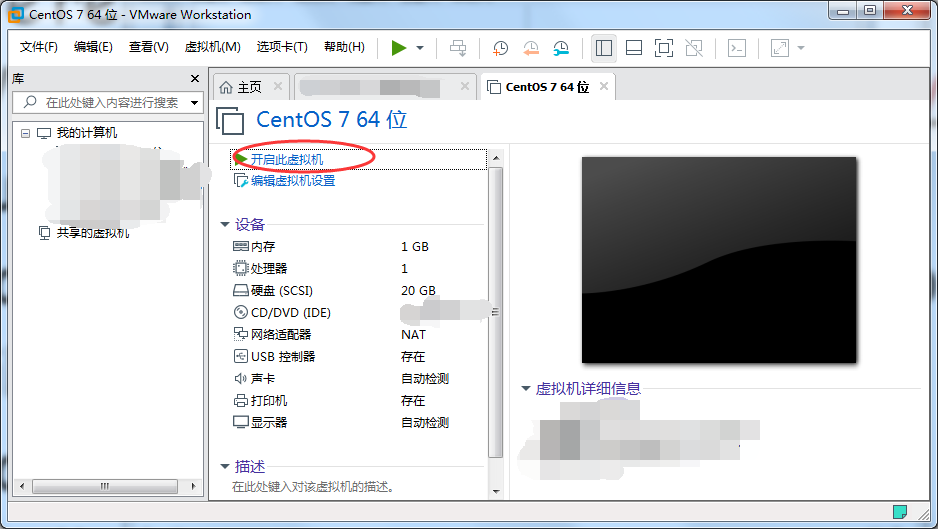 CentOS 7 64 位 - VMware Workstation
文件(F) 编辑(E) 查看(V) 虚拟机(M) 选项卡(T) 帮助(H)
库
在此处键入内容进行搜索
主页
CentOS 7 64 位
我的计算机
共享的虚拟机
CentOS 7 64 位
开启此虚拟机
编辑虚拟机设置
设备
内存 1 GB
处理器 1
硬盘 (SCSI) 20 GB
CD/DVD (IDE)
网络适配器 NAT
USB 控制器 存在
声卡 自动检测
打印机 存在
显示器 自动检测
描述
在此处键入对该虚拟机的描述。
虚拟机详细信息